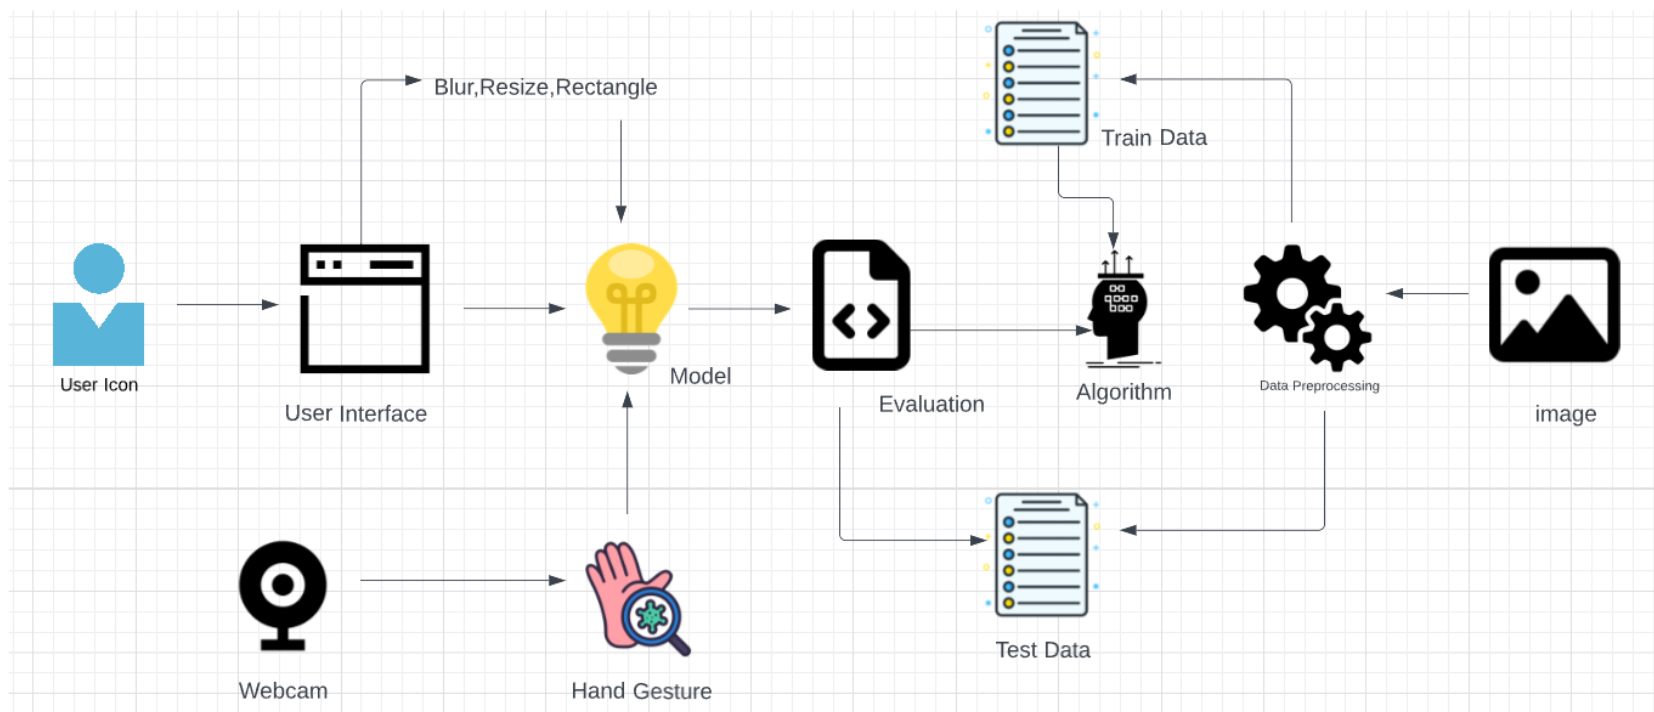 Blur,Resize,Rectangle
Train Data
User Icon
User Interface
Model
Evaluation
Algorithm
Data Preprocessing
image
Webcam
Hand Gesture
Test Data